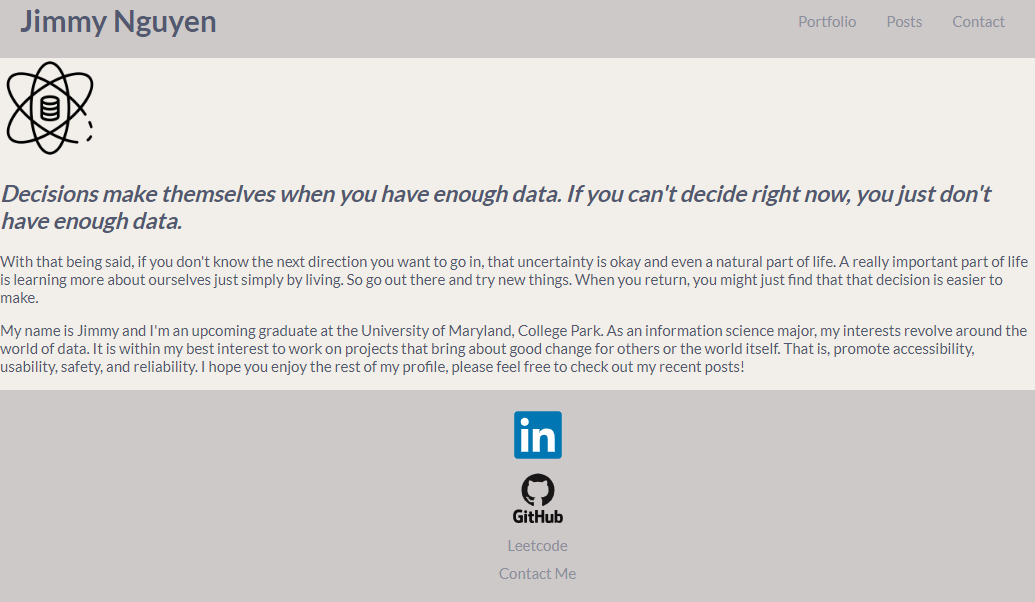 Jimmy Nguyen
Portfolio Posts Contact
Decisions make themselves when you have enough data. If you can't decide right now, you just don't
have enough data.
With that being said, if you don't know the next direction you want to go in, that uncertainty is okay and even a natural part of life. A really important part of life
is learning more about ourselves just simply by living. So go out there and try new things. When you return, you might just find that that decision is easier to
make.
My name is Jimmy and I'm an upcoming graduate at the University of Maryland, College Park. As an information science major, my interests revolve around the
world of data. It is within my best interest to work on projects that bring about good change for others or the world itself. That is, promote accessibility,
usability, safety, and reliability. I hope you enjoy the rest of my profile, please feel free to check out my recent posts!
in
GitHub
Leetcode
Contact Me